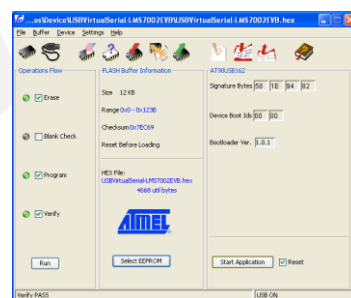 ...os\Device\USBVirtualSerial-LMS7002EVB\USBVirtualSerial-LMS7002EVB.hex
File Buffer Device Settings Help
Operations Flow
Erase
Blank Check
Program
Verify
Run
FLASH Buffer Information
Size 12 KB
Range 0x0 - 0x123B
Checksum 0x7EC69
Reset Before Loading
HEX File:
USBVirtualSerial-LMS7002EVB.hex
4668 util bytes
ATMEL
Select EEPROM
AT90USB162
Signature Bytes 58 1E 94 82
Device Boot Ids 00 00
Bootloader Ver. 1.0.1
Start Application Reset
Verify PASS
USB ON